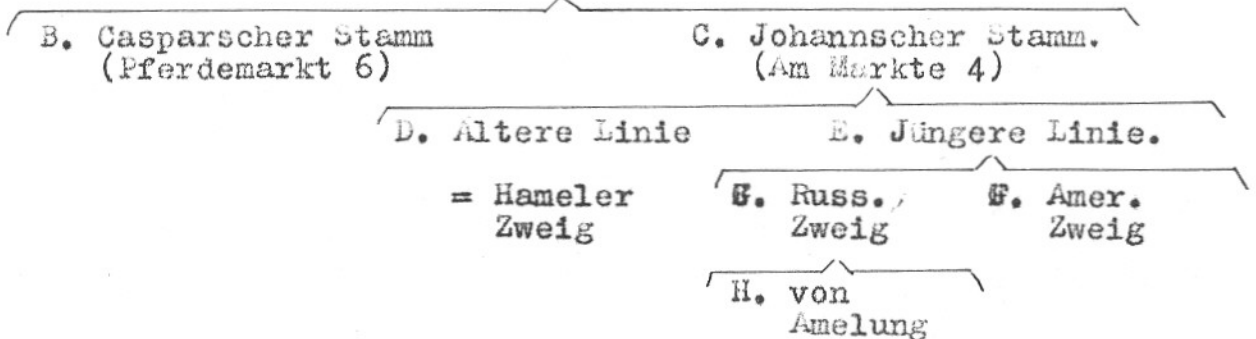 B. Casparscher Stamm
(Pferdemarkt 6)
C. Johannscher Stamm.
(Am Markte 4)
D. Ältere Linie
= Hameler
Zweig
E. Jüngere Linie.
Russ.
Zweig
Amer.
Zweig
H. von
Amelung